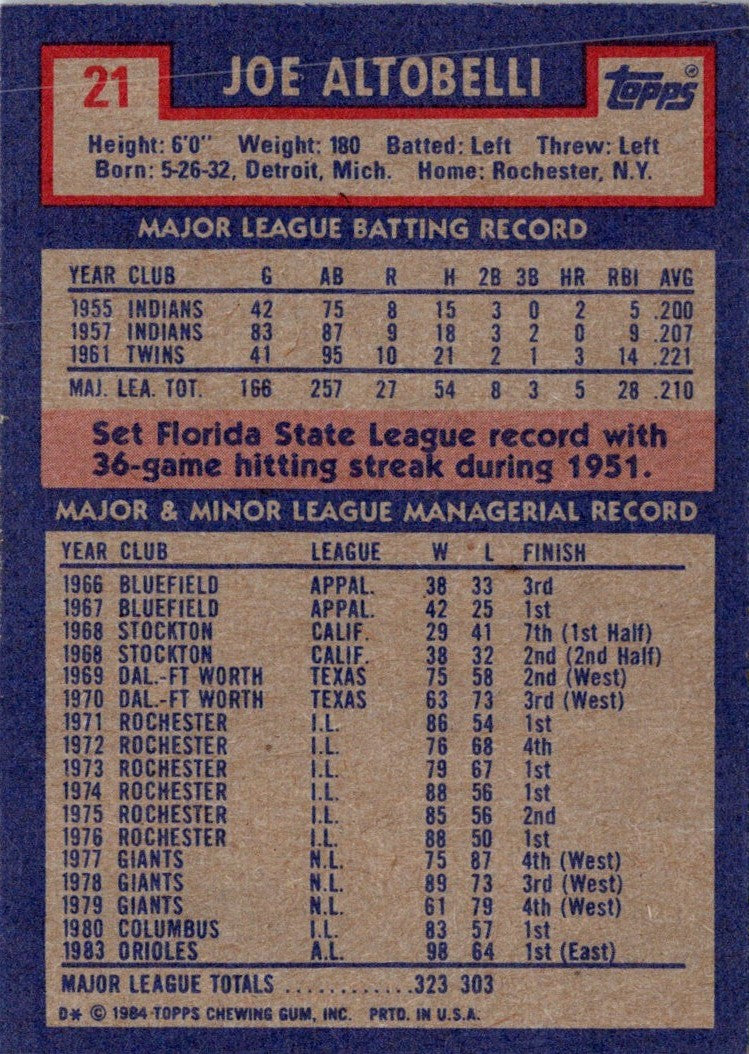 21 JOE ALTOBELLI Topps®
Height: 6'0" Weight: 180 Batted: Left Threw: Left
Born: 5-26-32, Detroit, Mich. Home: Rochester, N.Y.
MAJOR LEAGUE BATTING RECORD
YEAR CLUB G AB R H 2B 3B HR RBI AVG
1955 INDIANS 42 75 8 15 3 0 2 5 .200
1957 INDIANS 83 87 9 18 3 2 0 9 .207
1961 TWINS 41 95 10 21 2 1 3 14 .221
MAJ. LEA. TOT. 166 257 27 54 8 3 5 28 .210
Set Florida State League record with
36-game hitting streak during 1951.
MAJOR & MINOR LEAGUE MANAGERIAL RECORD
YEAR CLUB LEAGUE W L FINISH
1966 BLUEFIELD APPAL. 38 33 3rd
1967 BLUEFIELD APPAL. 42 25 1st
1968 STOCKTON CALIF. 29 41 7th (1st Half)
1968 STOCKTON CALIF. 38 32 2nd (2nd Half)
1969 DAL.-FT WORTH TEXAS 75 58 2nd (West)
1970 DAL.-FT WORTH TEXAS 63 73 3rd (West)
1971 ROCHESTER I.L. 86 54 1st
1972 ROCHESTER I.L. 76 68 4th
1973 ROCHESTER I.L. 79 67 1st
1974 ROCHESTER I.L. 88 56 1st
1975 ROCHESTER I.L. 85 56 2nd
1976 ROCHESTER I.L. 88 50 1st
1977 GIANTS N.L. 75 87 4th (West)
1978 GIANTS N.L. 89 73 3rd (West)
1979 GIANTS N.L. 61 79 4th (West)
1980 COLUMBUS I.L. 83 57 1st
1983 ORIOLES A.L. 98 64 1st (East)
MAJOR LEAGUE TOTALS ............323 303
D* © 1984 TOPPS CHEWING GUM, INC. PRTD. IN U.S.A.